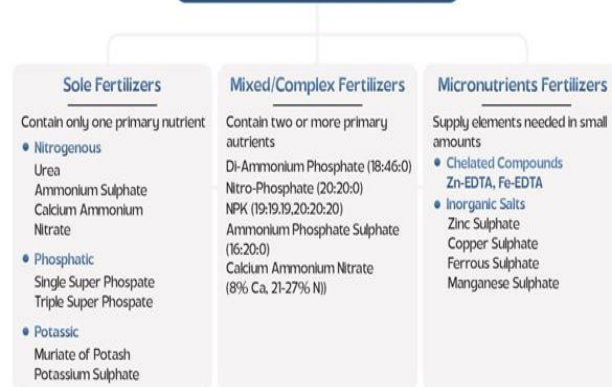 Sole Fertilizers
Contain only one primary nutrient
Nitrogenous
Urea
Ammonium Sulphate
Calcium Ammonium
Nitrate
Phosphatic
Single Super Phospate
Triple Super Phospate
Potassic
Muriate of Potash
Potassium Sulphate
Mixed/Complex Fertilizers
Contain two or more primary
autrients
Di-Ammonium Phosphate (18:46:0)
Nitro-Phosphate (20:20:0)
NPK (19:19.19,20:20:20)
Ammonium Phosphate Sulphate
(16:20:0)
Calcium Ammonium Nitrate
(8% Ca, 21-27% N))
Micronutrients Fertilizers
Supply elements needed in small
amounts
Chelated Compounds
Zn-EDTA, Fe-EDTA
Inorganic Salts
Zinc Sulphate
Copper Sulphate
Ferrous Sulphate
Manganese Sulphate